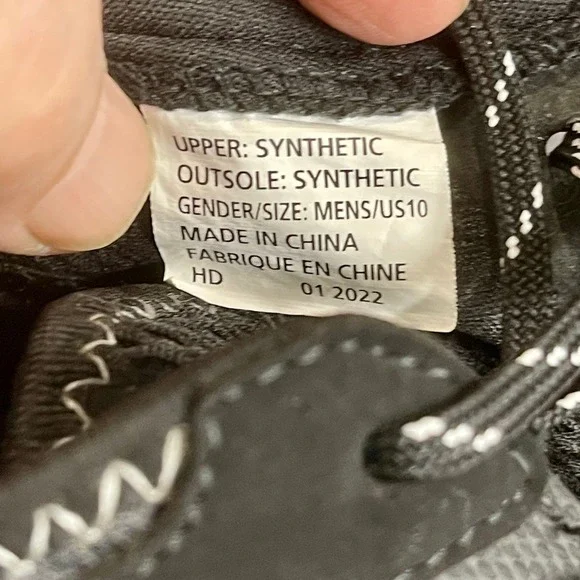 UPPER: SYNTHETIC
OUTSOLE: SYNTHETIC
GENDER/SIZE: MENS/US10
MADE IN CHINA
FABRIQUE EN CHINE
HD 01 2022